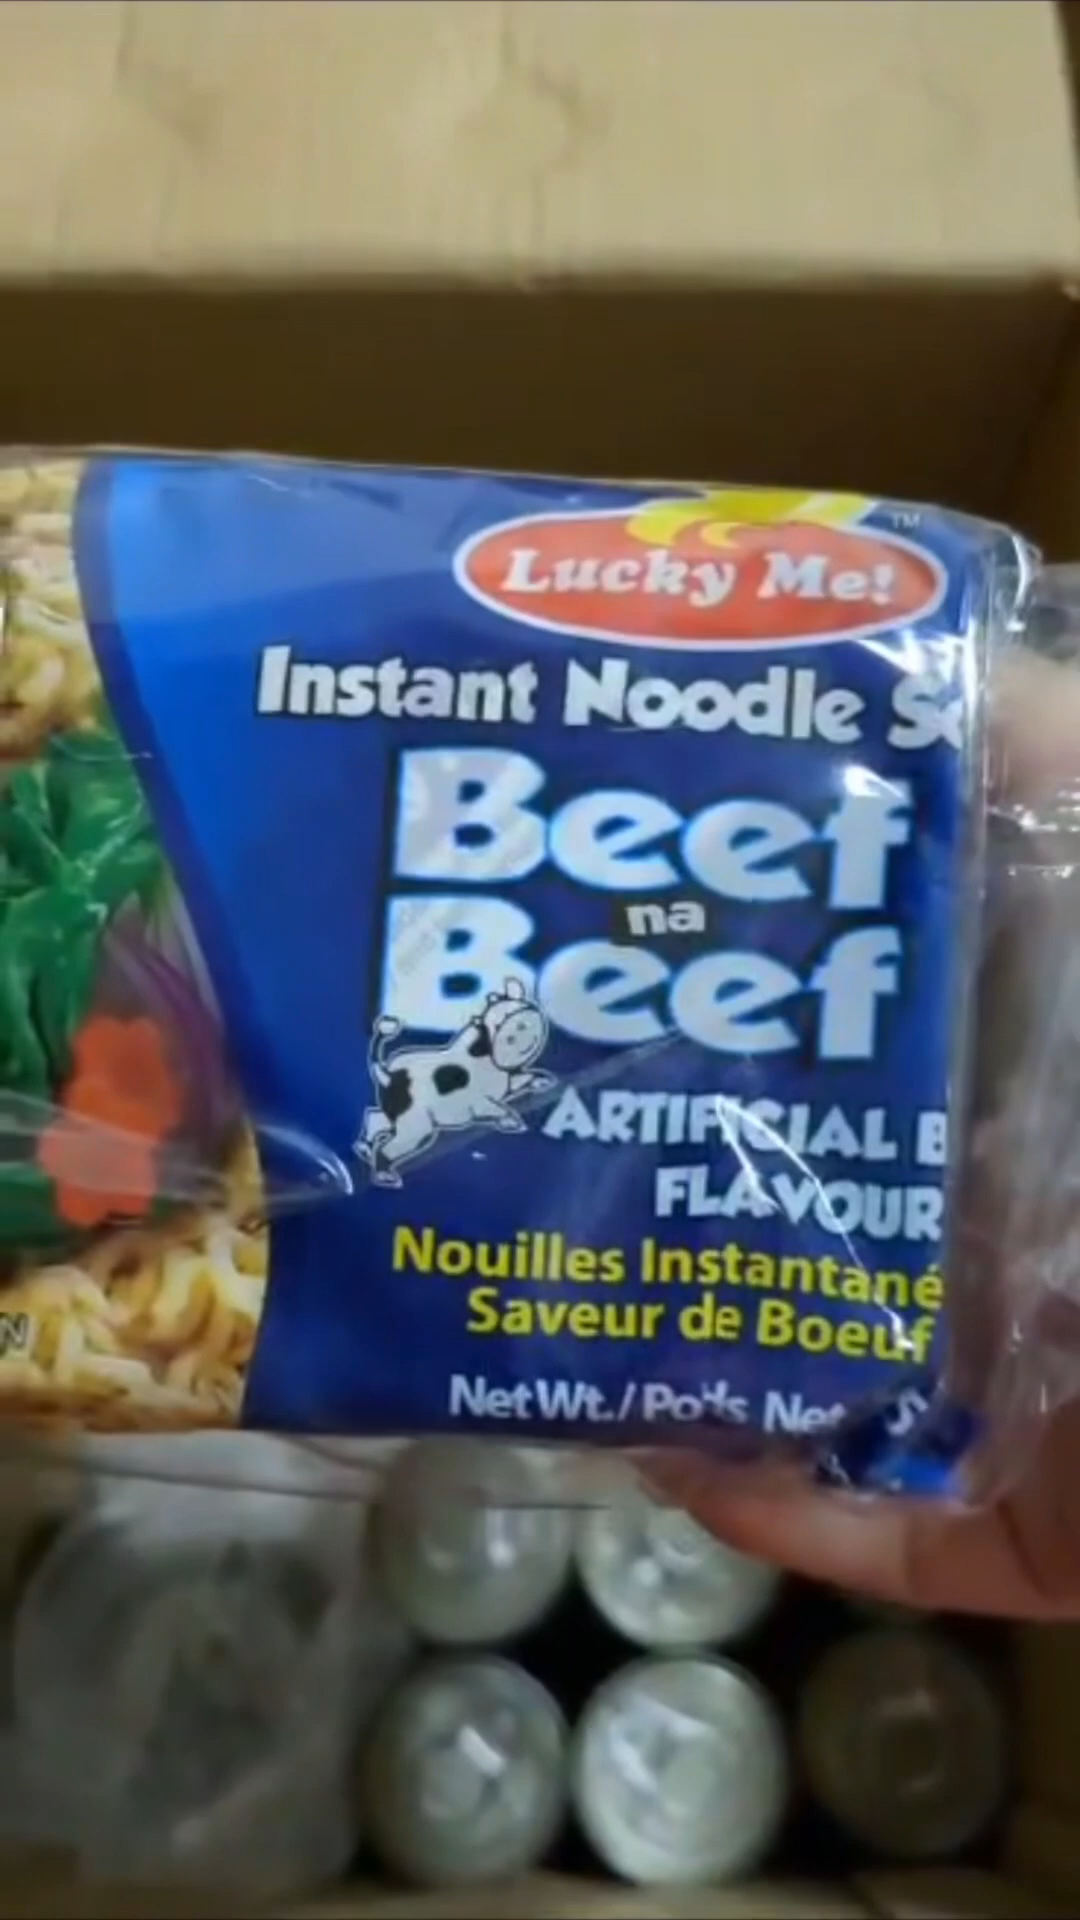 Lucky Me!
TM
Instant Noodle
Beef
na
Beef
ARTIFICIAL
FLAVOUR
Nouilles Instantané
Saveur de Boeuf
Net Wt./Poids Net
N